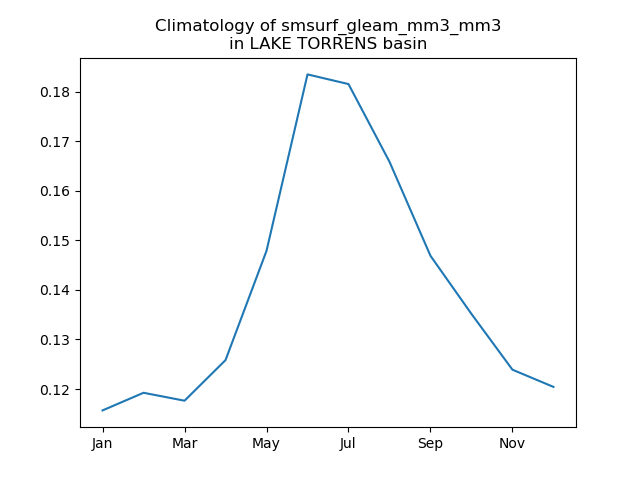 Climatology of smsurf_gleam_mm3_mm3
in LAKE TORRENS basin
0.18
0.17
0.16
0.15
0.14
0.13
0.12
Jan Mar May Jul Sep Nov